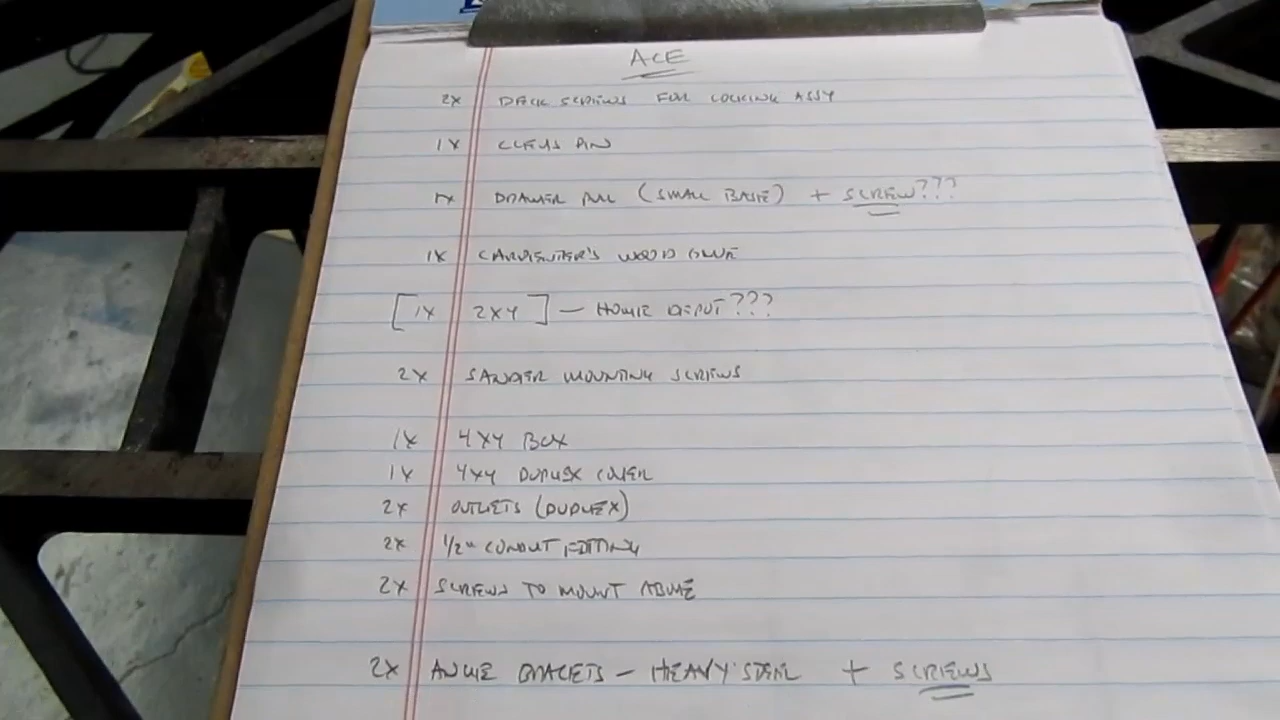 ACE
2X DECK SCREWS FOR LOCKING ASSY
1X CLEVIS PIN
1X DRAWER PULL (SMALL BASE) + SCREW???
1X CARPENTER'S WOOD GLUE
[1X 2X4] — HOME DEPOT???
2X SANDER MOUNTING SCREWS
1X 4X4 BOX
1X 4X4 DUPLEX COVER
2X OUTLETS (DUPLEX)
2X 1/2" CONDUIT FITTING
2X SCREWS TO MOUNT ABOVE
2X ANGLE BRACKETS - HEAVY STEEL + SCREWS